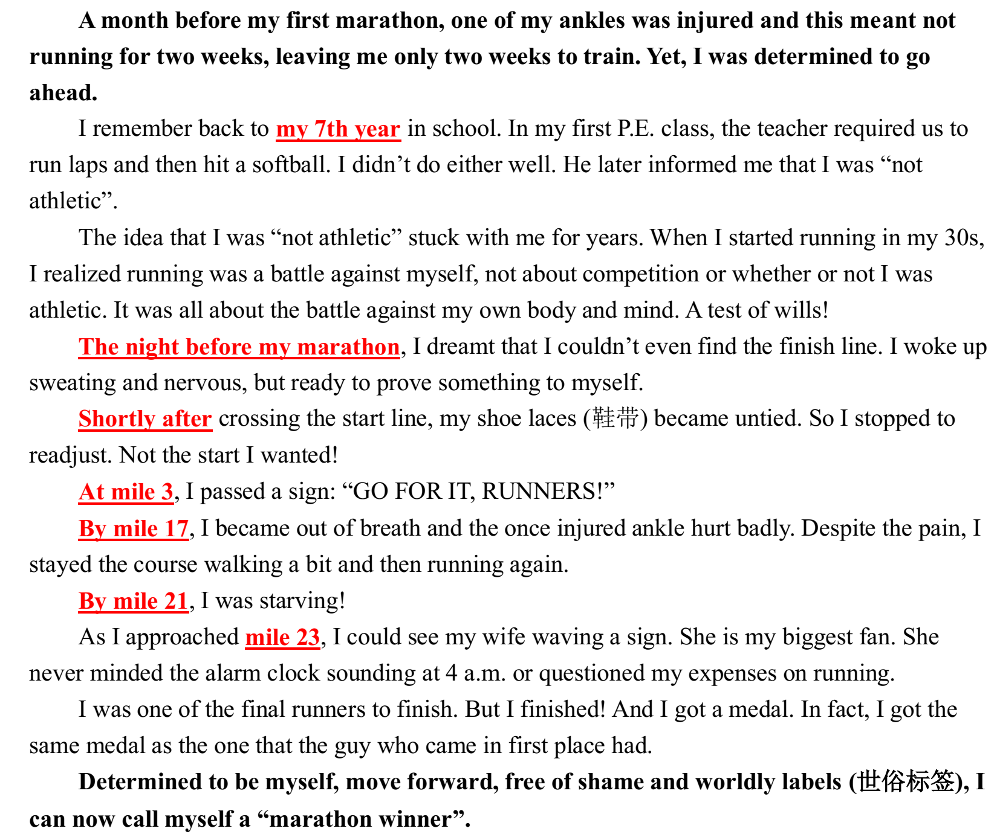 A month before my first marathon, one of my ankles was injured and this meant not
running for two weeks, leaving me only two weeks to train. Yet, I was determined to go
ahead.
I remember back to my 7th year in school. In my first P.E. class, the teacher required us to
run laps and then hit a softball. I didn’t do either well. He later informed me that I was “not
athletic”.
The idea that I was “not athletic” stuck with me for years. When I started running in my 30s,
I realized running was a battle against myself, not about competition or whether or not I was
athletic. It was all about the battle against my own body and mind. A test of wills!
The night before my marathon, I dreamt that I couldn’t even find the finish line. I woke up
sweating and nervous, but ready to prove something to myself.
Shortly after crossing the start line, my shoe laces (鞋带) became untied. So I stopped to
readjust. Not the start I wanted!
At mile 3, I passed a sign: “GO FOR IT, RUNNERS!”
By mile 17, I became out of breath and the once injured ankle hurt badly. Despite the pain, I
stayed the course walking a bit and then running again.
By mile 21, I was starving!
As I approached mile 23, I could see my wife waving a sign. She is my biggest fan. She
never minded the alarm clock sounding at 4 a.m. or questioned my expenses on running.
I was one of the final runners to finish. But I finished! And I got a medal. In fact, I got the
same medal as the one that the guy who came in first place had.
Determined to be myself, move forward, free of shame and worldly labels (世俗标签), I
can now call myself a “marathon winner”.